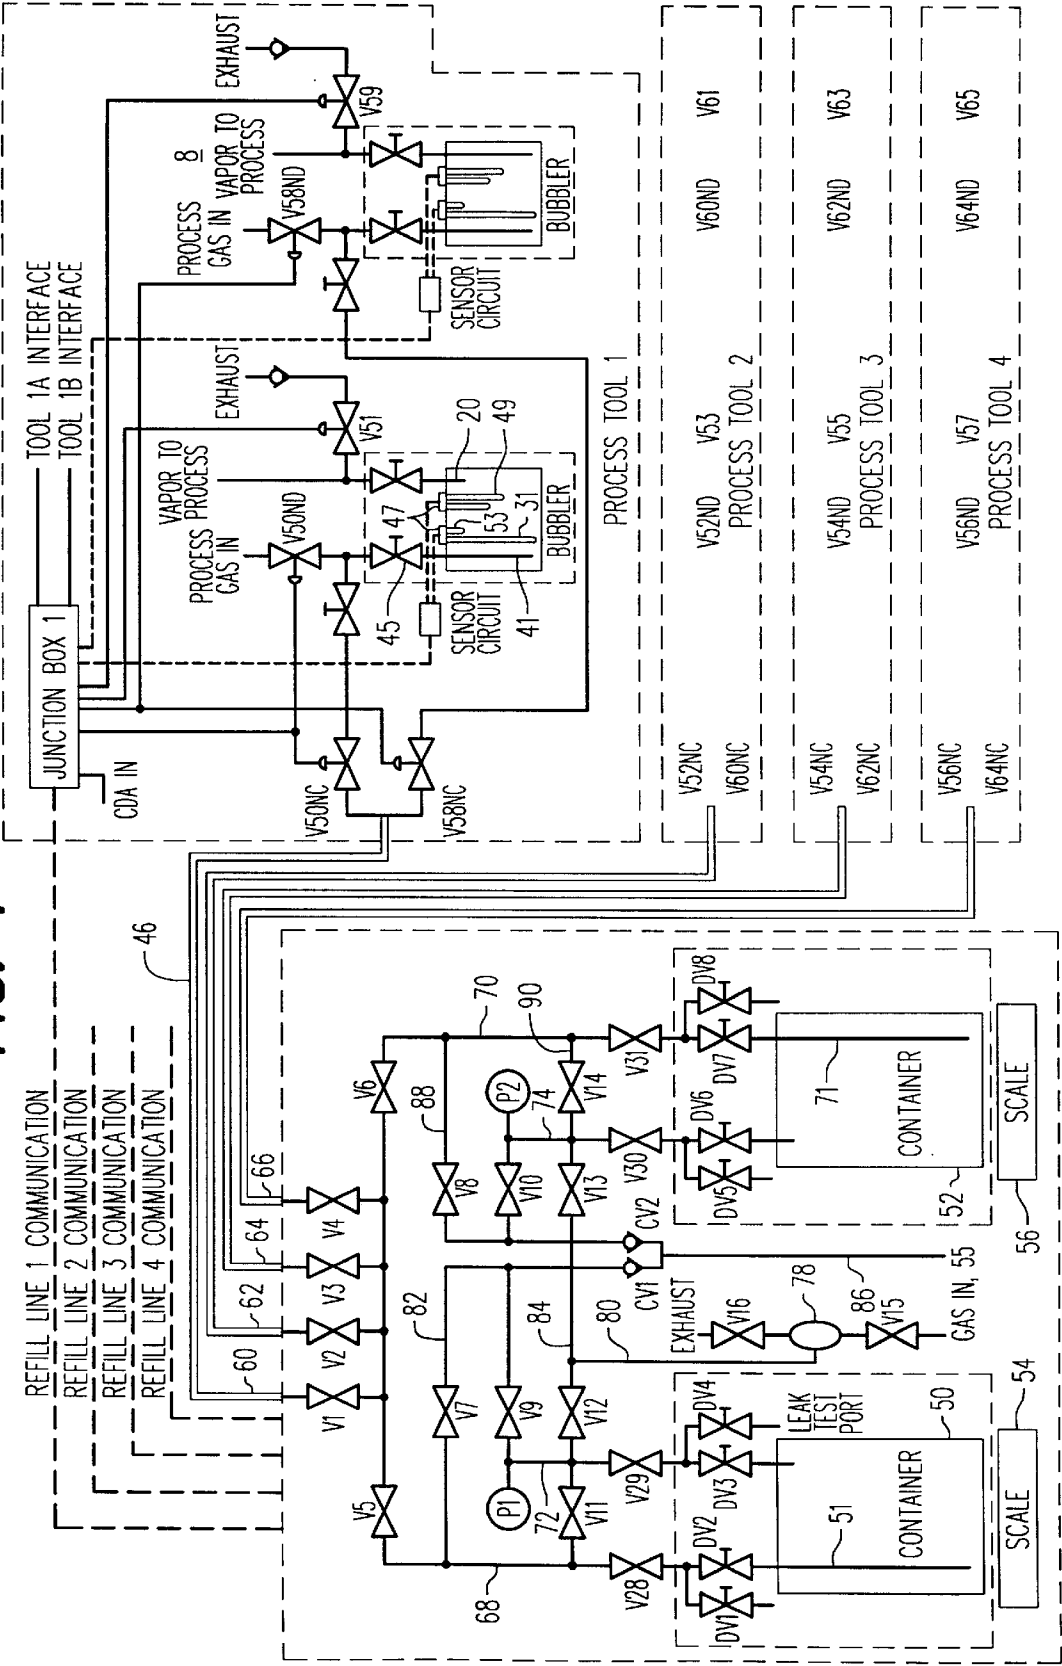 REFILL LINE 1 COMMUNICATION
REFILL LINE 2 COMMUNICATION
REFILL LINE 3 COMMUNICATION
REFILL LINE 4 COMMUNICATION
46
60
62
64
66
V1
V2
V3
V4
V5
V6
82
88
70
V7
V8
P1
V9
V10
P2
74
90
68
72
V11
V12
84
V13
V14
CV1
CV2
80
V28
V29
V30
V31
EXHAUST
V16
78
86
V15
GAS IN, 55
DV1
DV2
DV3
DV4
LEAK
TEST
PORT
DV5
DV6
DV7
DV8
51
CONTAINER
50
71
CONTAINER
52
SCALE
54
SCALE
56
JUNCTION BOX 1
TOOL 1A INTERFACE
TOOL 1B INTERFACE
CDA IN
V50NC
V58NC
PROCESS
GAS IN
V50ND
VAPOR TO
PROCESS
EXHAUST
V51
45
47
20
49
53
31
41
SENSOR
CIRCUIT
BUBBLER
PROCESS
GAS IN
V58ND
8
VAPOR TO
PROCESS
EXHAUST
V59
SENSOR
CIRCUIT
BUBBLER
PROCESS TOOL 1
V52NC
V60NC
V52ND
V53
PROCESS TOOL 2
V60ND
V61
V54NC
V62NC
V54ND
V55
PROCESS TOOL 3
V62ND
V63
V56NC
V64NC
V56ND
V57
PROCESS TOOL 4
V64ND
V65